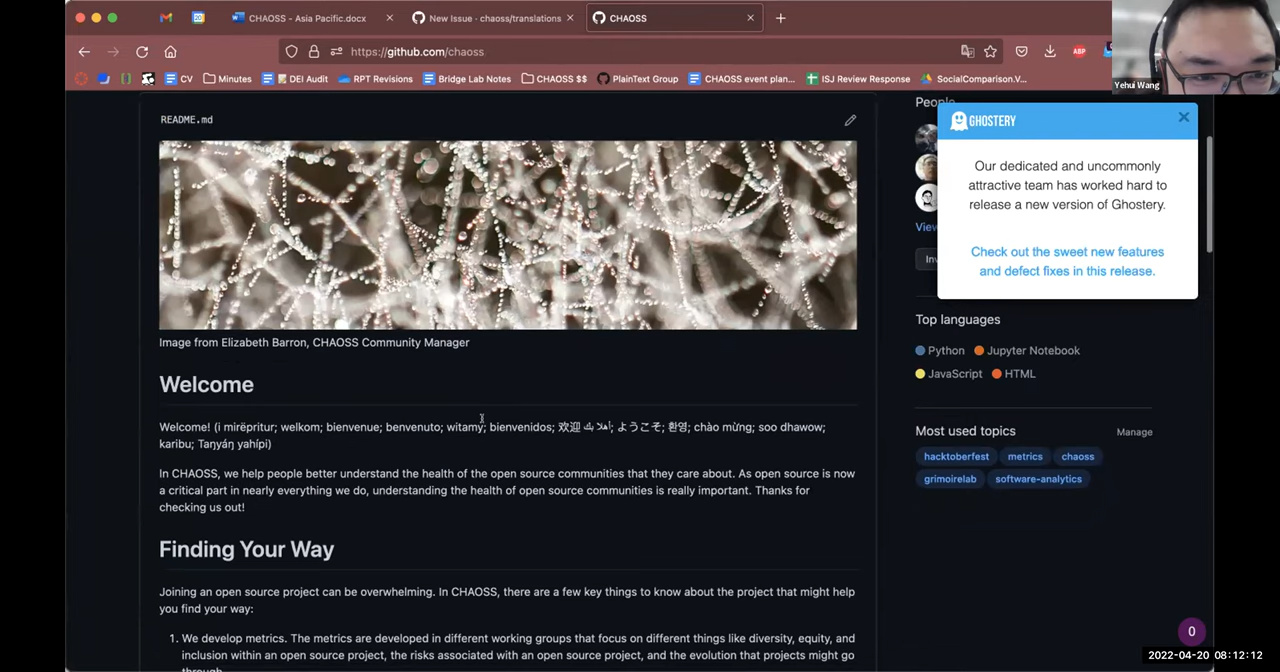 CHAOSS - Asia Pacific.docx
New Issue · chaoss/translations
CHAOSS
https://github.com/chaoss
ABP
CV
Minutes
DEI Audit
RPT Revisions
Bridge Lab Notes
CHAOSS $$
PlainText Group
CHAOSS event plan...
ISJ Review Response
SocialComparison.V...
Yehui Wang
README.md
Image from Elizabeth Barron, CHAOSS Community Manager
Welcome
Welcome! (i mirëpritur; welkom; bienvenue; benvenuto; witamy; bienvenidos; 欢迎 أهلا بك; ようこそ; 환영; chào mừng; soo dhawow;
karibu; Taŋyáŋ yahípi)
In CHAOSS, we help people better understand the health of the open source communities that they care about. As open source is now
a critical part in nearly everything we do, understanding the health of open source communities is really important. Thanks for
checking us out!
Finding Your Way
Joining an open source project can be overwhelming. In CHAOSS, there are a few key things to know about the project that might help
you find your way:
1. We develop metrics. The metrics are developed in different working groups that focus on different things like diversity, equity, and
inclusion within an open source project, the risks associated with an open source project, and the evolution that projects might go
through.
People
GHOSTERY
Our dedicated and uncommonly
attractive team has worked hard to
release a new version of Ghostery.
Check out the sweet new features
and defect fixes in this release.
View
Inv
Top languages
Python
Jupyter Notebook
JavaScript
HTML
Most used topics
Manage
hacktoberfest
metrics
chaoss
grimoirelab
software-analytics
0
2022-04-20 08:12:12